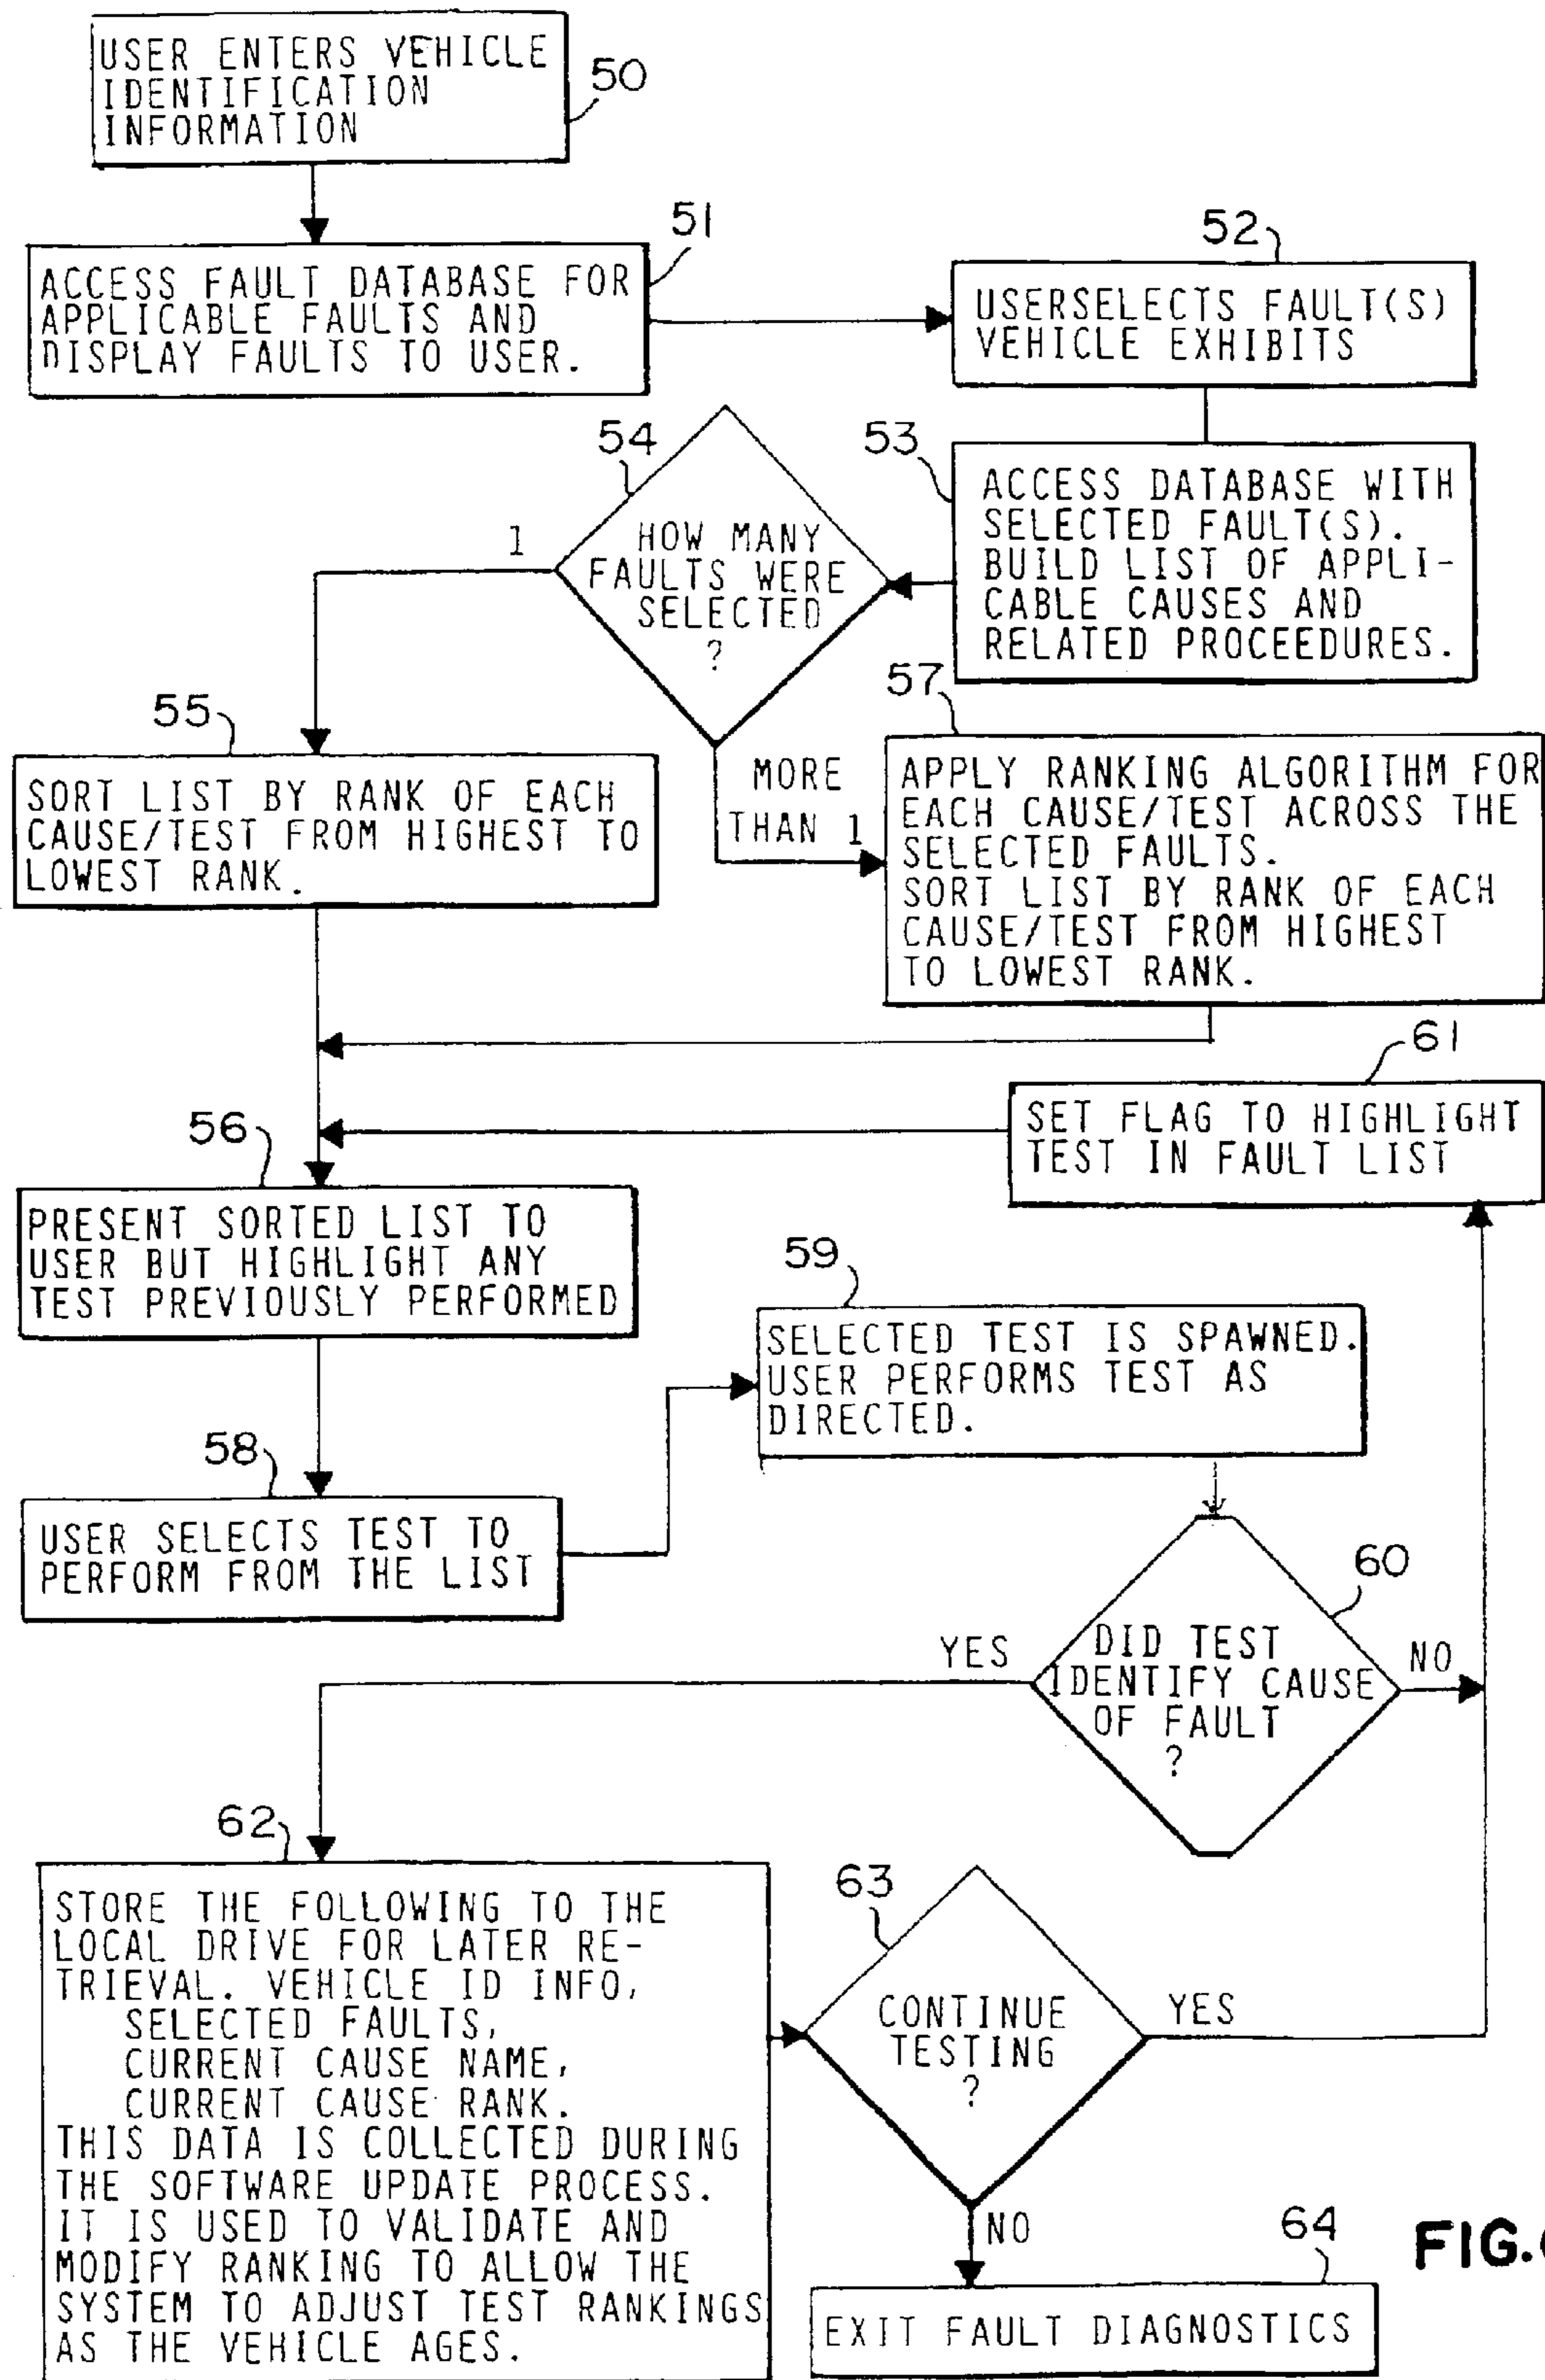 USER ENTERS VEHICLE
IDENTIFICATION
INFORMATION
50
51
ACCESS FAULT DATABASE FOR
APPLICABLE FAULTS AND
DISPLAY FAULTS TO USER.
52
USERSELECTS FAULT(S)
VEHICLE EXHIBITS
53
ACCESS DATABASE WITH
SELECTED FAULT(S).
BUILD LIST OF APPLI-
CABLE CAUSES AND
RELATED PROCEEDURES.
54
HOW MANY
FAULTS WERE
SELECTED
?
1
MORE
THAN 1
55
SORT LIST BY RANK OF EACH
CAUSE/TEST FROM HIGHEST TO
LOWEST RANK.
57
APPLY RANKING ALGORITHM FOR
EACH CAUSE/TEST ACROSS THE
SELECTED FAULTS.
SORT LIST BY RANK OF EACH
CAUSE/TEST FROM HIGHEST
TO LOWEST RANK.
61
SET FLAG TO HIGHLIGHT
TEST IN FAULT LIST
56
PRESENT SORTED LIST TO
USER BUT HIGHLIGHT ANY
TEST PREVIOUSLY PERFORMED
58
USER SELECTS TEST TO
PERFORM FROM THE LIST
59
SELECTED TEST IS SPAWNED.
USER PERFORMS TEST AS
DIRECTED.
60
DID TEST
IDENTIFY CAUSE
OF FAULT
?
YES
NO
62
STORE THE FOLLOWING TO THE
LOCAL DRIVE FOR LATER RE-
TRIEVAL. VEHICLE ID INFO,
SELECTED FAULTS,
CURRENT CAUSE NAME,
CURRENT CAUSE RANK.
THIS DATA IS COLLECTED DURING
THE SOFTWARE UPDATE PROCESS.
IT IS USED TO VALIDATE AND
MODIFY RANKING TO ALLOW THE
SYSTEM TO ADJUST TEST RANKINGS
AS THE VEHICLE AGES.
63
CONTINUE
TESTING
?
YES
NO
64
EXIT FAULT DIAGNOSTICS
FIG.